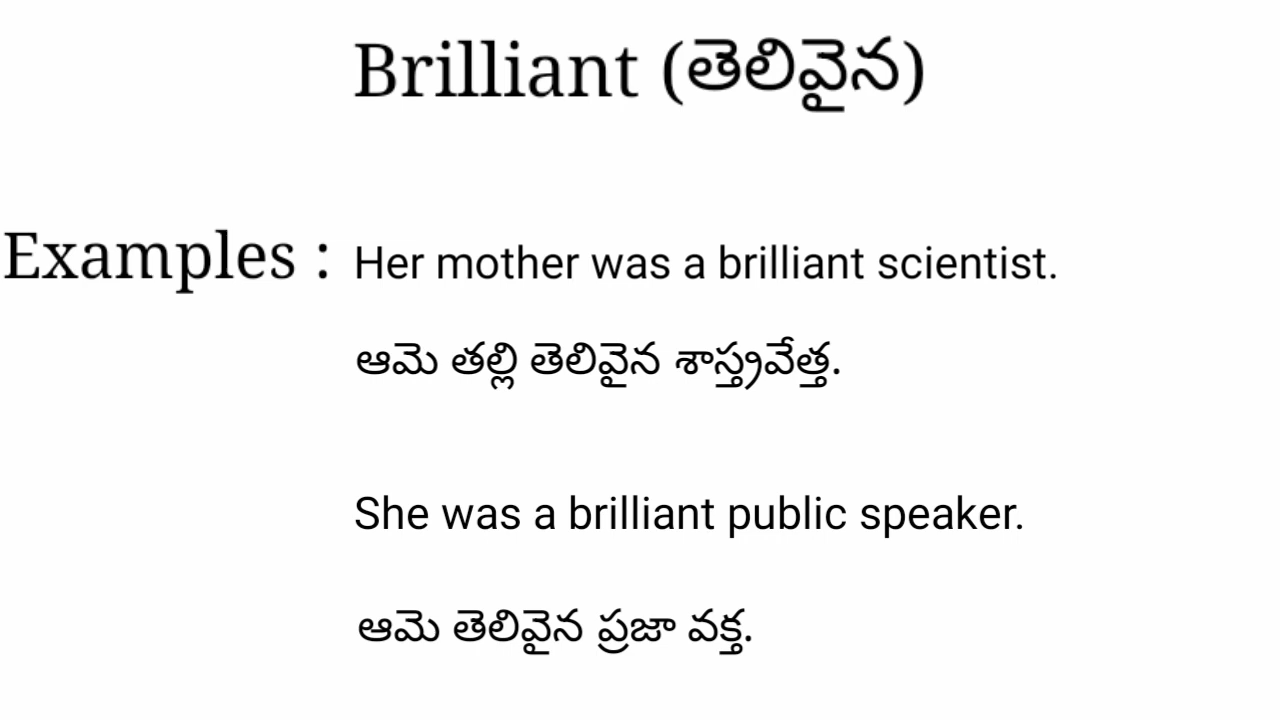 Brilliant (తెలివైన)
Examples : Her mother was a brilliant scientist.
ఆమె తల్లి తెలివైన శాస్త్రవేత్త.
She was a brilliant public speaker.
ఆమె తెలివైన ప్రజా వక్త.